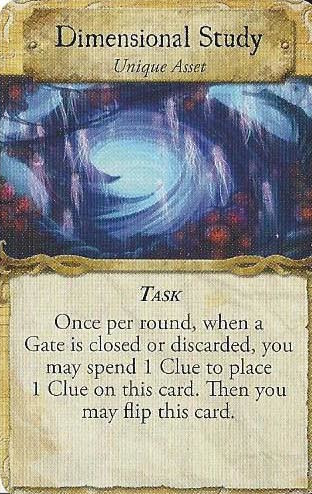 Dimensional Study
Unique Asset
TASK
Once per round, when a
Gate is closed or discarded, you
may spend 1 Clue to place
1 Clue on this card. Then you
may flip this card.